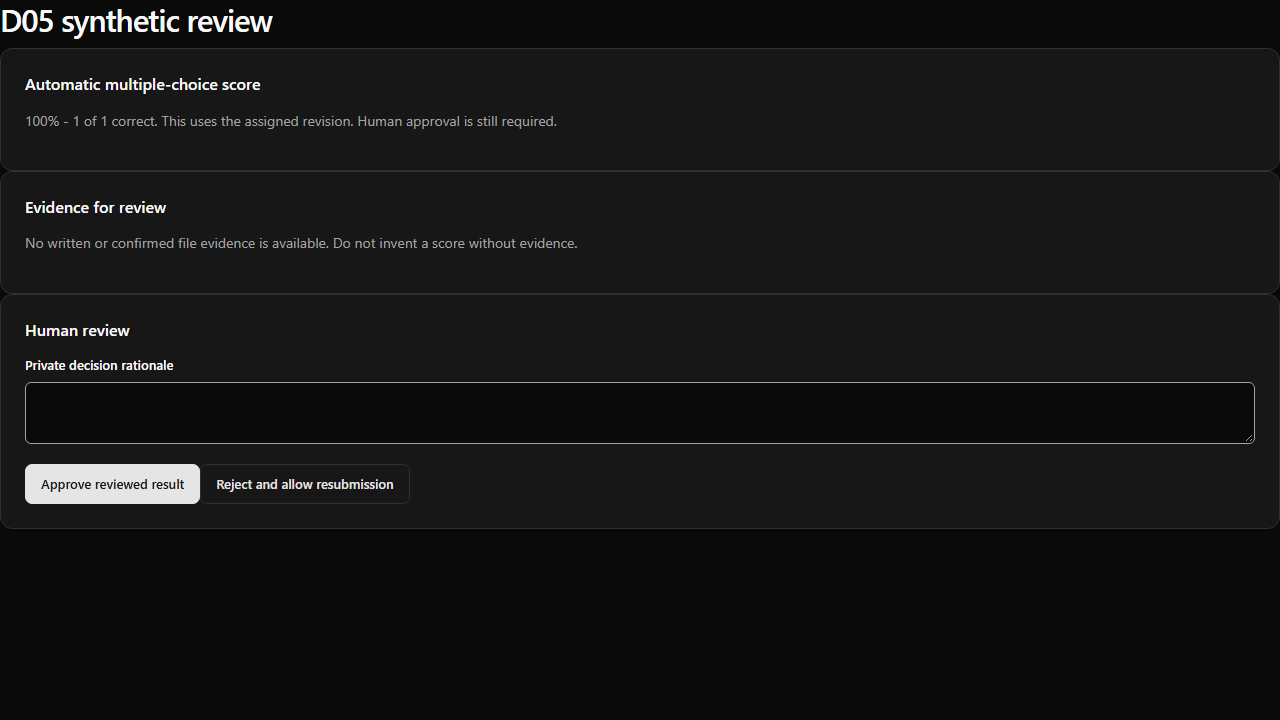 D05 synthetic review
Automatic multiple-choice score
100% - 1 of 1 correct. This uses the assigned revision. Human approval is still required.
Evidence for review
No written or confirmed file evidence is available. Do not invent a score without evidence.
Human review
Private decision rationale
Approve reviewed result
Reject and allow resubmission